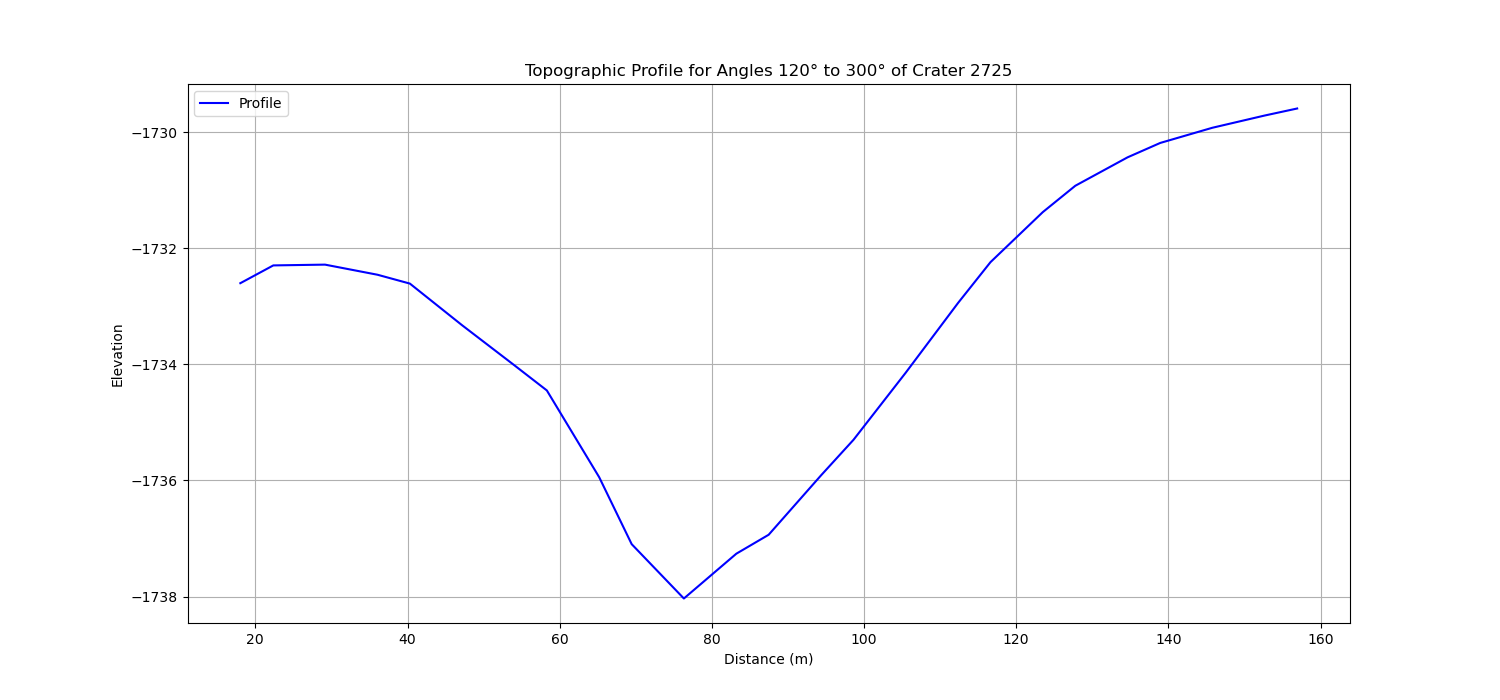 Topographic Profile for Angles 120° to 300° of Crater 2725
Profile
−1730
−1732
−1734
−1736
−1738
Elevation
20 40 60 80 100 120 140 160
Distance (m)